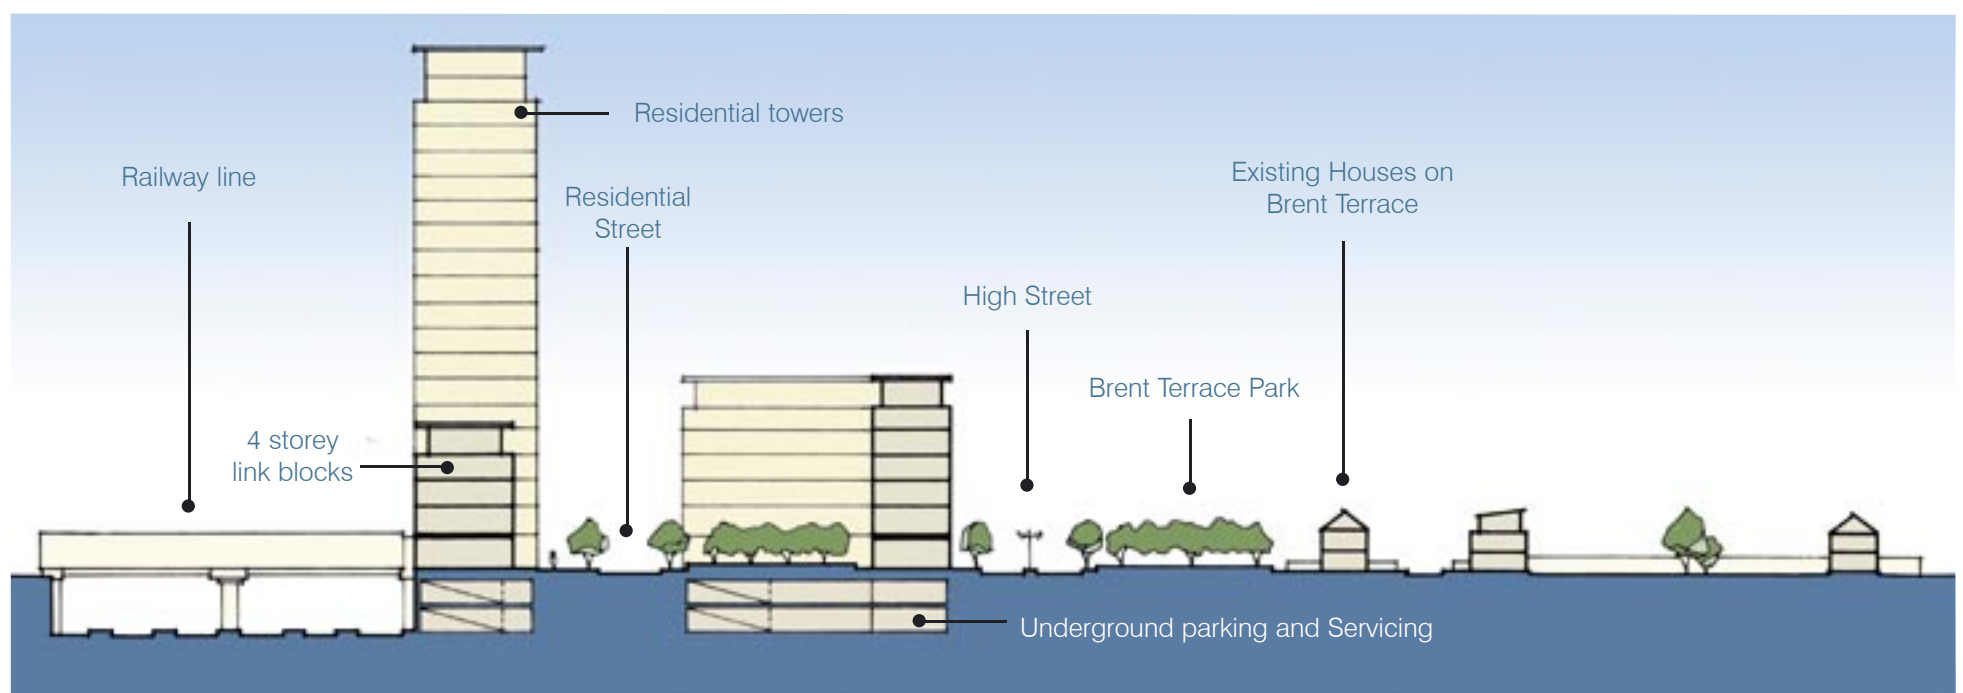 Residential towers
Railway line
Residential
Street
Existing Houses on
Brent Terrace
High Street
Brent Terrace Park
4 storey
link blocks
Underground parking and Servicing